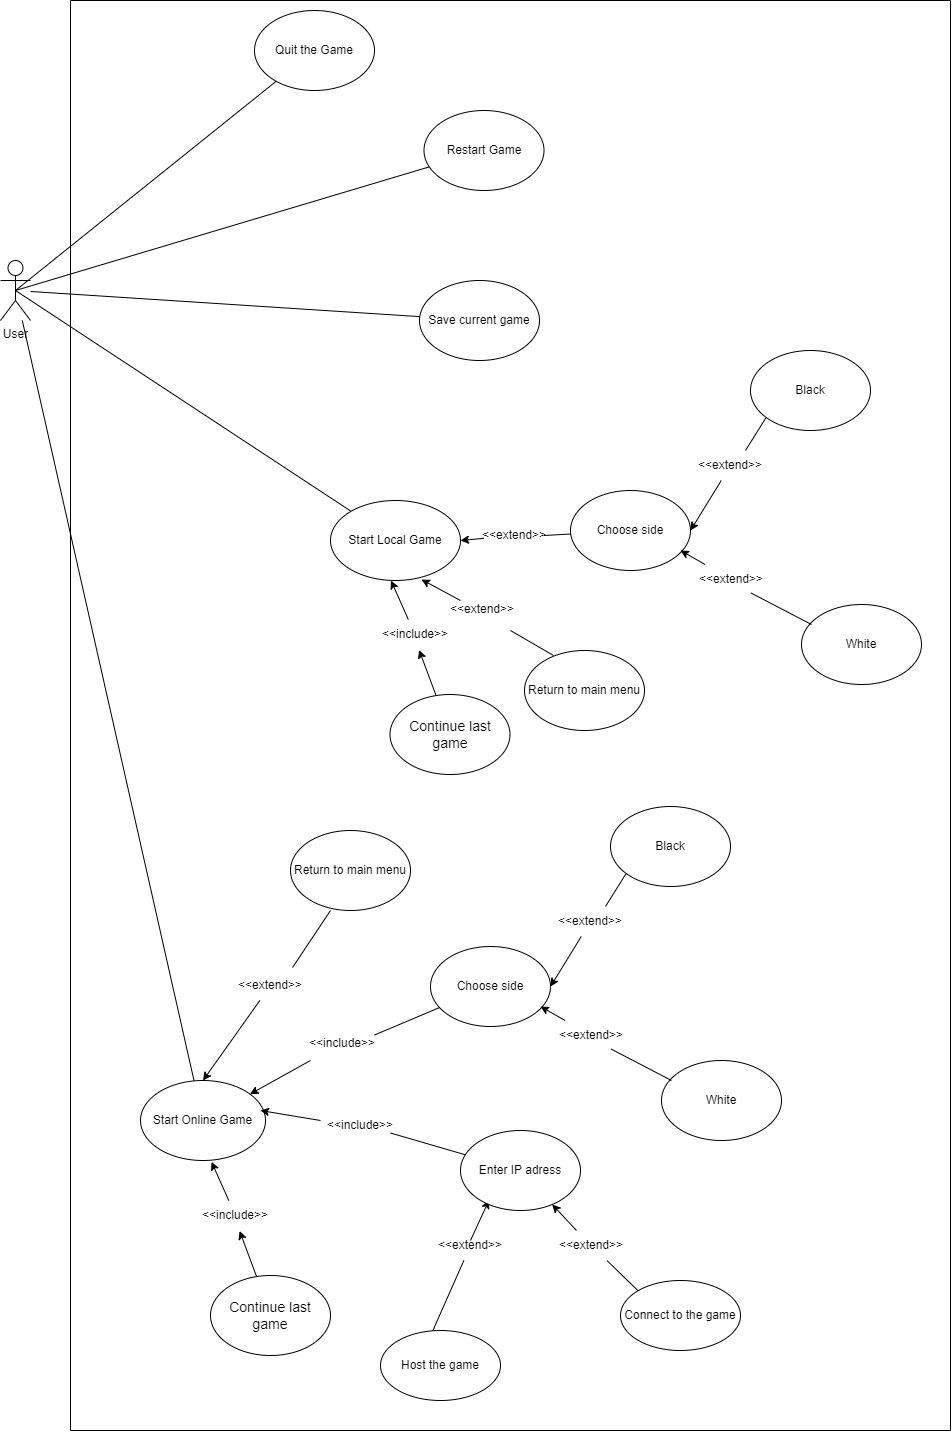 Quit the Game
Restart Game
User
Save current game
Black
<<extend>>
Start Local Game
<<extend>>
Choose side
<<extend>>
<<extend>>
<<include>>
White
Return to main menu
Continue last
game
Black
Return to main menu
<<extend>>
<<extend>>
Choose side
<<extend>>
<<include>>
White
Start Online Game
<<include>>
Enter IP adress
<<include>>
<<extend>>
<<extend>>
Continue last
game
Connect to the game
Host the game